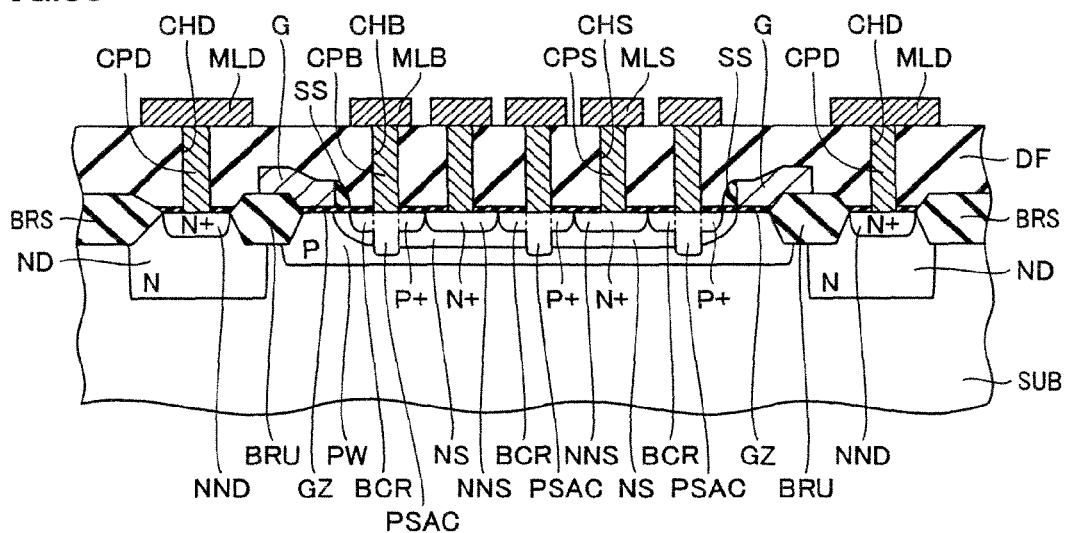 CHD G CHB CHS G CHD
CPD MLD CPB MLB CPS MLS SS CPD MLD
SS
DF
BRS N+ N+ BRS
ND P ND
N P+ N+ P+ N+ P+ N
SUB
BRU PW NS BCR NNS BCR GZ NND
NND GZ BCR NNS PSAC NS PSAC BRU
PSAC